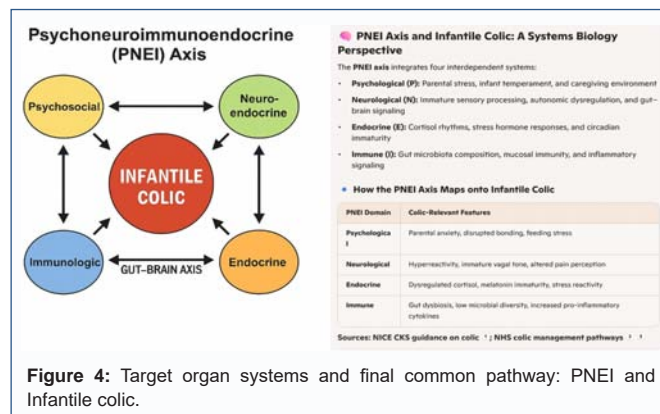 Psychoneuroimmunoendocrine
(PNEI) Axis
Psychosocial
Neuro-
endocrine
INFANTILE
COLIC
Immunologic
GUT–BRAIN AXIS
Endocrine
PNEI Axis and Infantile Colic: A Systems Biology
Perspective
The PNEI axis integrates four interdependent systems:
• Psychological (P): Parental stress, infant temperament, and caregiving environment
• Neurological (N): Immature sensory processing, autonomic dysregulation, and gut–
brain signaling
• Endocrine (E): Cortisol rhythms, stress hormone responses, and circadian
immaturity
• Immune (I): Gut microbiota composition, mucosal immunity, and inflammatory
signaling
How the PNEI Axis Maps onto Infantile Colic
PNEI Domain Colic-Relevant Features
Psychologica Parental anxiety, disrupted bonding, feeding stress
l
Neurological Hyperreactivity, immature vagal tone, altered pain perception
Endocrine Dysregulated cortisol, melatonin immaturity, stress reactivity
Immune Gut dysbiosis, low microbial diversity, increased pro-inflammatory
cytokines
Sources: NICE CKS guidance on colic ; NHS colic management pathways
Figure 4: Target organ systems and final common pathway: PNEI and
Infantile colic.